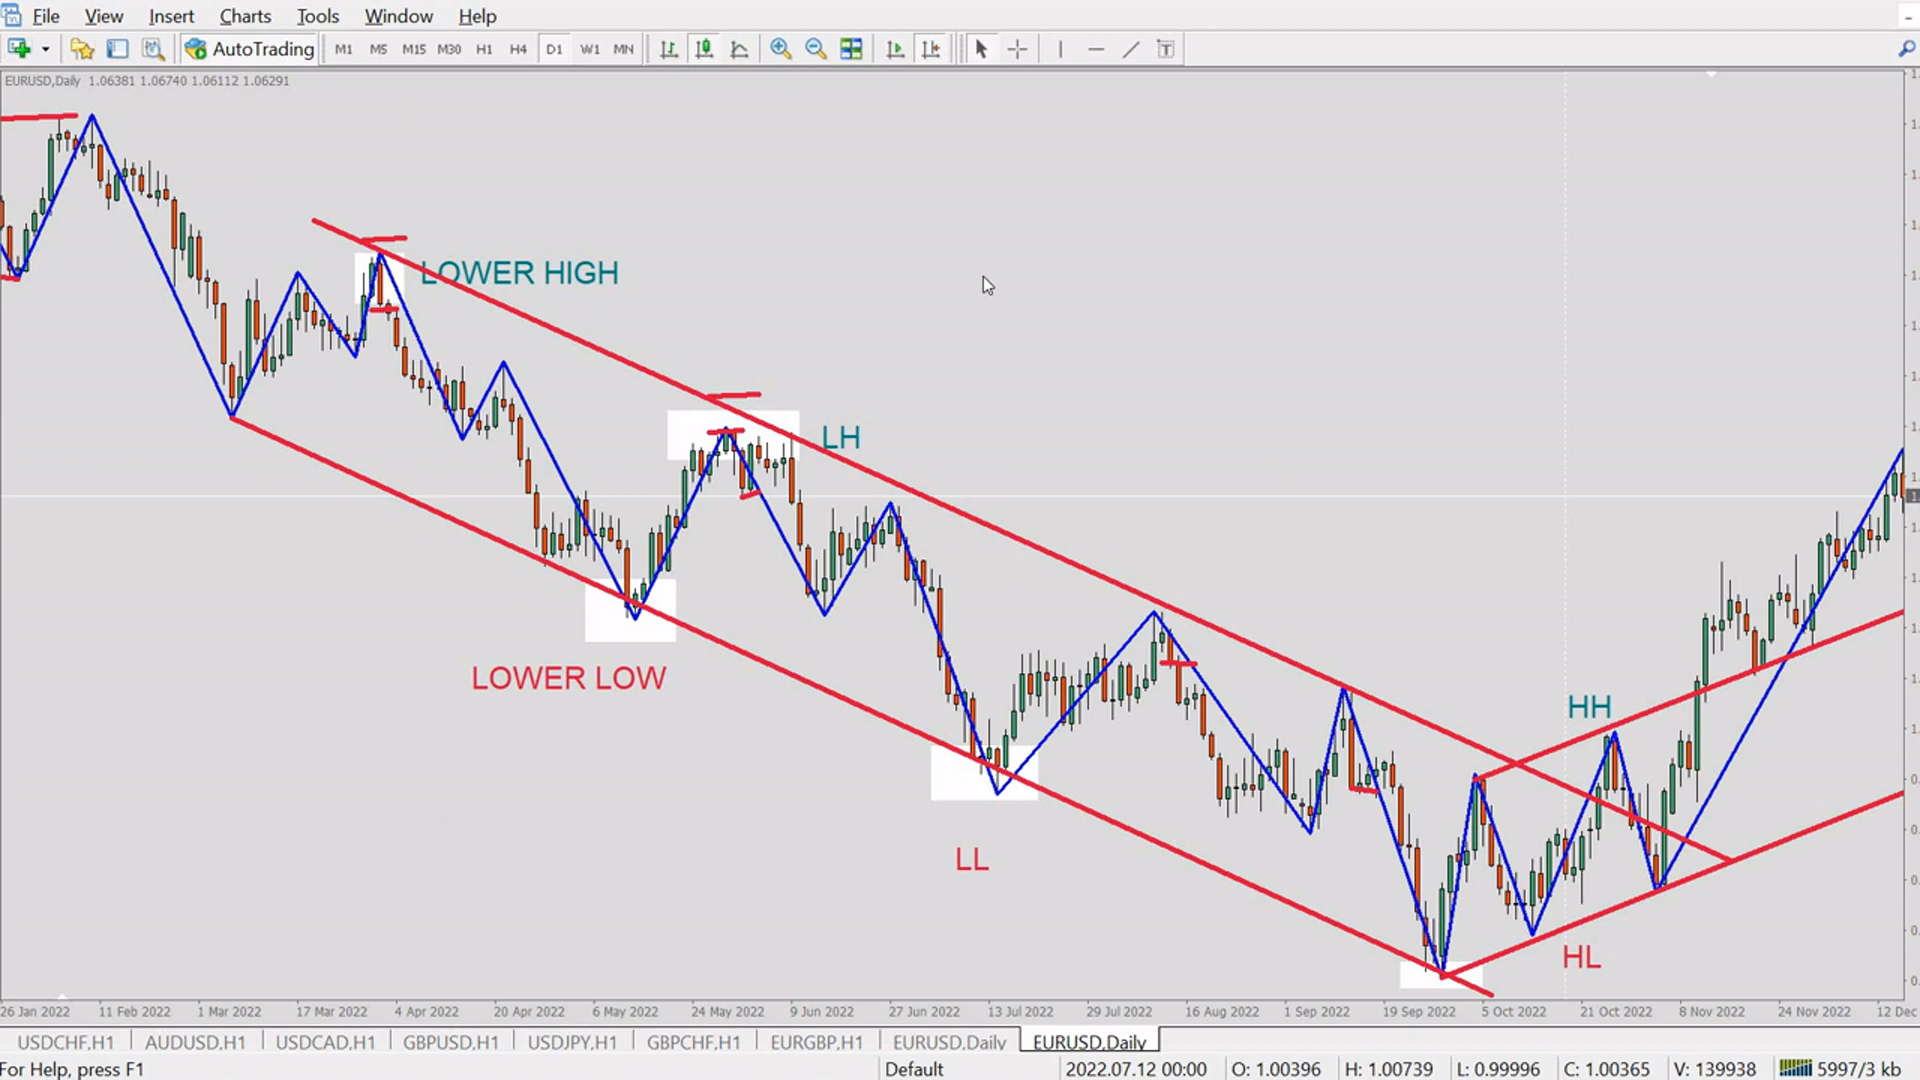 File View Insert Charts Tools Window Help
AutoTrading M1 M5 M15 M30 H1 H4 D1 W1 MN
EURUSD,Daily 1.06381 1.06740 1.06112 1.06291
LOWER HIGH
LH
LOWER LOW
HH
LL
HL
26 Jan 2022 11 Feb 2022 1 Mar 2022 17 Mar 2022 4 Apr 2022 20 Apr 2022 6 May 2022 24 May 2022 9 Jun 2022 27 Jun 2022 13 Jul 2022 29 Jul 2022 16 Aug 2022 1 Sep 2022 19 Sep 2022 5 Oct 2022 21 Oct 2022 8 Nov 2022 24 Nov 2022 12 Dec
USDCHF,H1 AUDUSD,H1 USDCAD,H1 GBPUSD,H1 USDJPY,H1 GBPCHF,H1 EURGBP,H1 EURUSD,Daily EURUSD,Daily
For Help, press F1 Default 2022.07.12 00:00 O: 1.00396 H: 1.00739 L: 0.99996 C: 1.00365 V: 139938 5997/3 kb